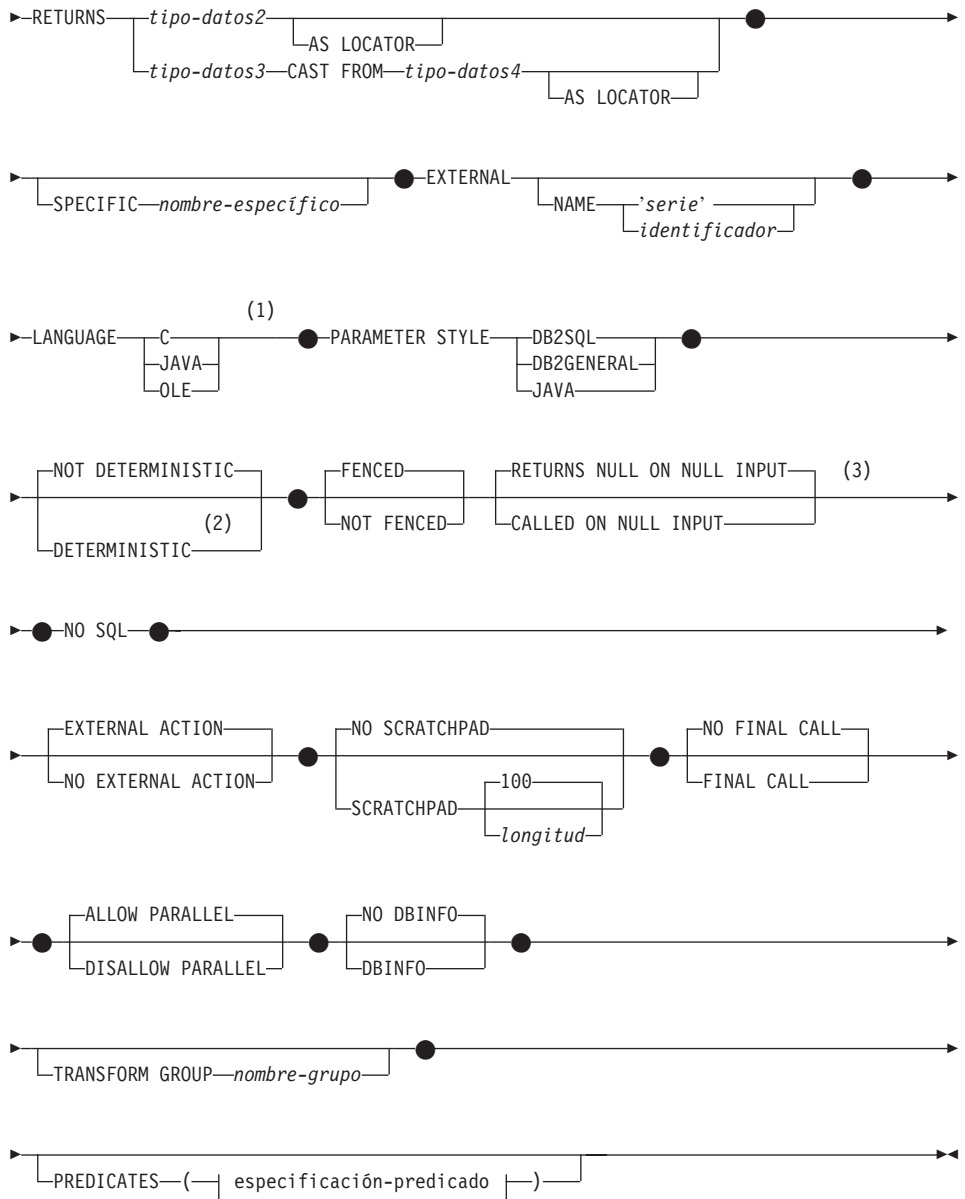 RETURNS tipo-datos2
AS LOCATOR
tipo-datos3 CAST FROM tipo-datos4
AS LOCATOR
EXTERNAL
SPECIFIC nombre-específico
NAME 'serie'
identificador
(1)
LANGUAGE C PARAMETER STYLE DB2SQL
JAVA DB2GENERAL
OLE JAVA
NOT DETERMINISTIC FENCED RETURNS NULL ON NULL INPUT (3)
(2) NOT FENCED CALLED ON NULL INPUT
DETERMINISTIC
NO SQL
EXTERNAL ACTION NO SCRATCHPAD NO FINAL CALL
NO EXTERNAL ACTION 100 FINAL CALL
SCRATCHPAD
longitud
ALLOW PARALLEL NO DBINFO
DISALLOW PARALLEL DBINFO
TRANSFORM GROUP nombre-grupo
PREDICATES ( especificación-predicado )